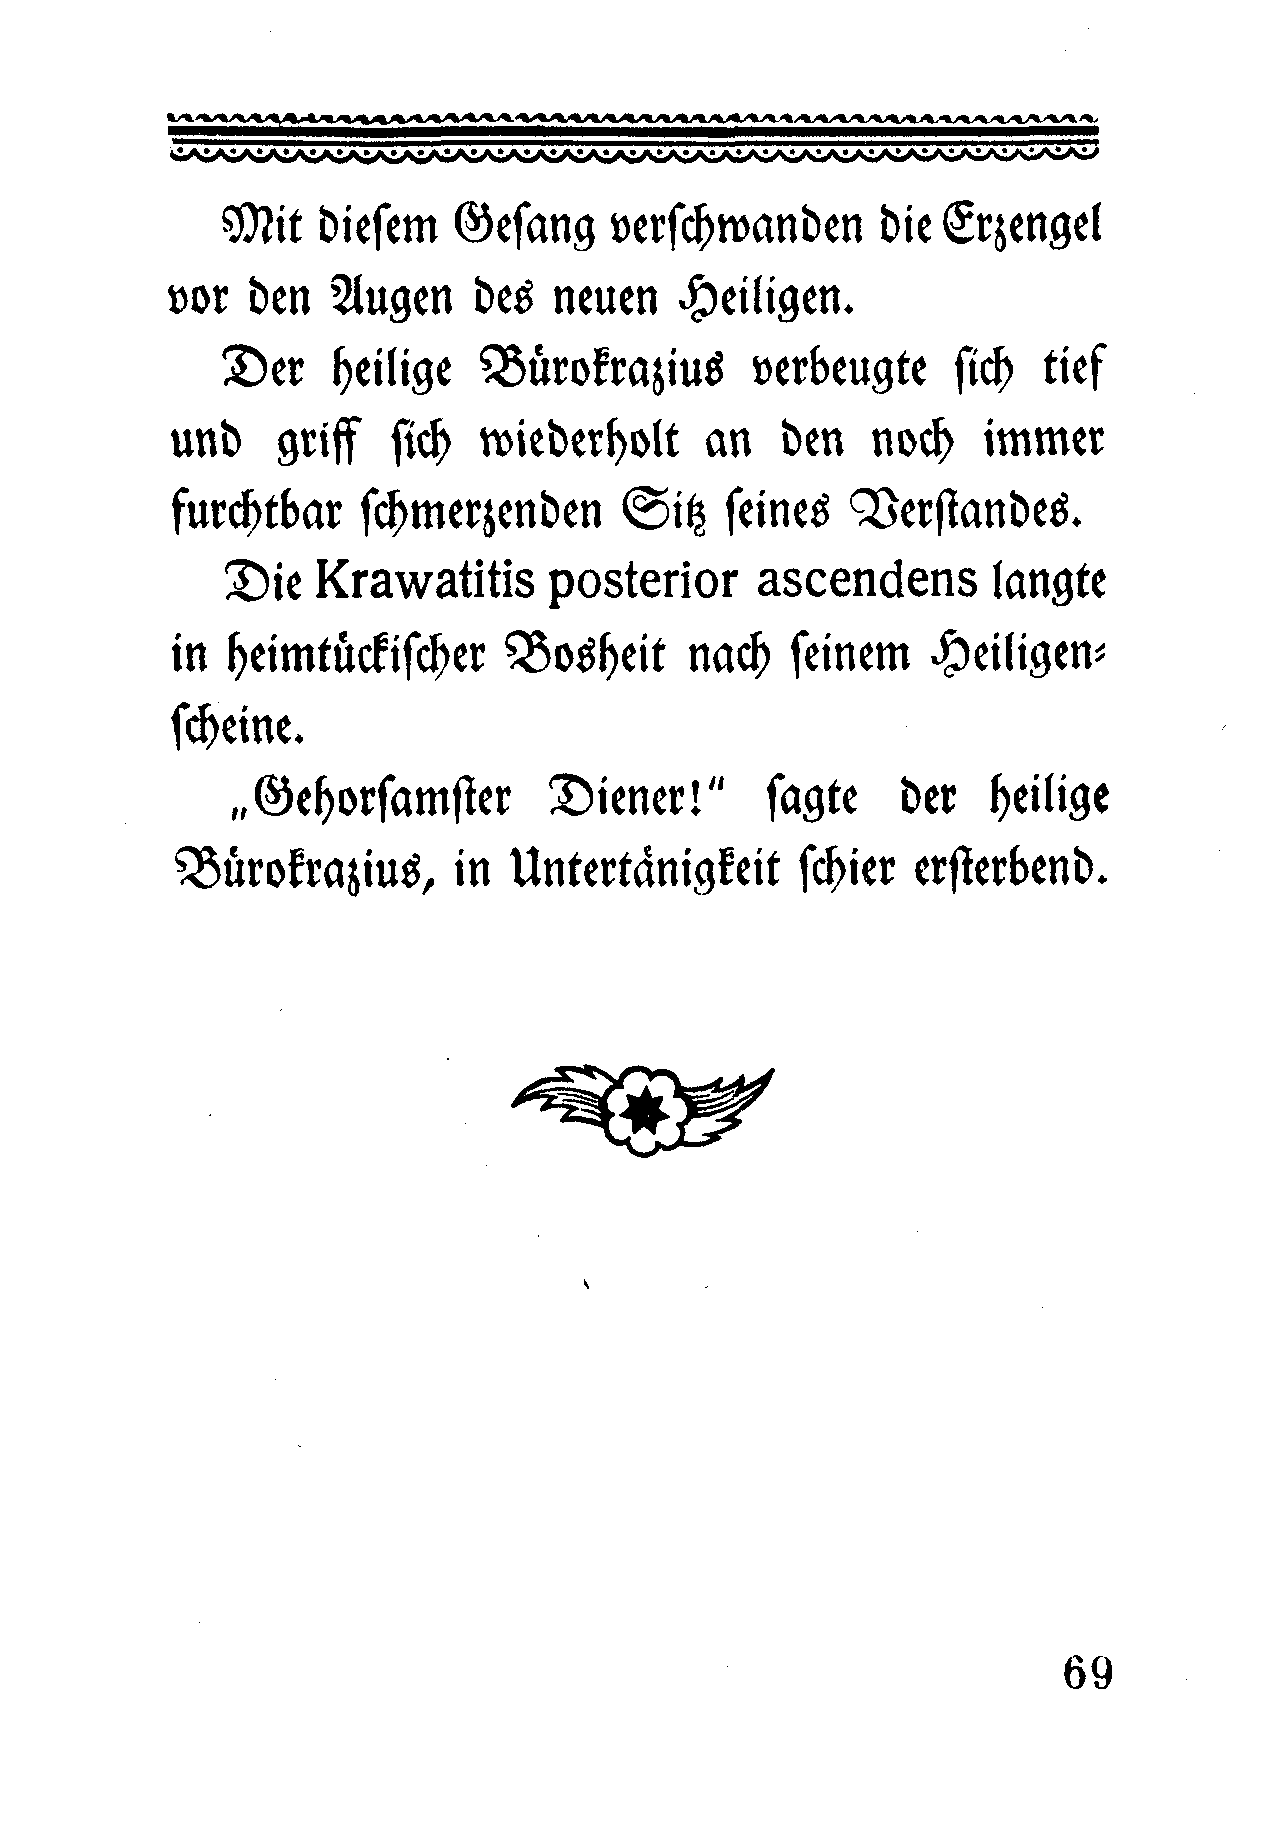 Mit dieſem Geſang verſchwanden die Erzengel
vor den Augen des neuen Heiligen.
Der heilige Bürokrazius verbeugte ſich tief
und griff ſich wiederholt an den noch immer
furchtbar ſchmerzenden Sitz ſeines Verſtandes.
Die Krawatitis posterior ascendens langte
in heimtückiſcher Bosheit nach ſeinem Heiligen⸗
ſcheine.
„Gehorſamſter Diener!“ ſagte der heilige
Bürokrazius, in Untertänigkeit ſchier erſterbend.
69